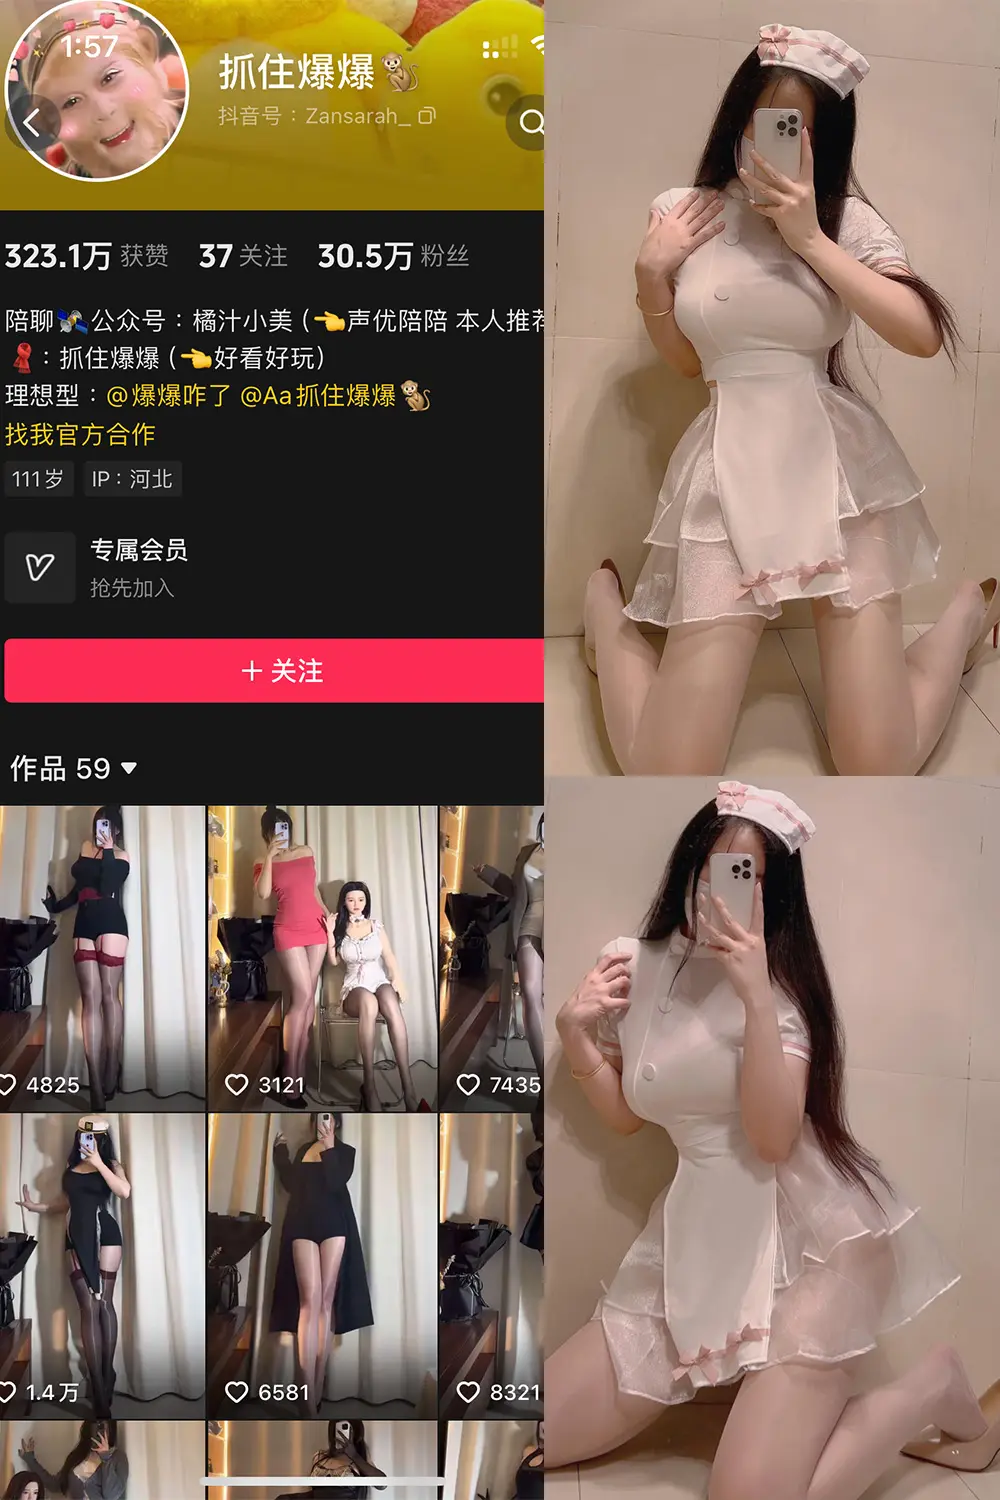 1:57
抓住爆爆🐒
抖音号：Zansarah_
323.1万 获赞 37 关注 30.5万 粉丝
陪聊🛰️公众号：橘汁小美 (👈声优陪陪 本人推荐
🧣：抓住爆爆 (👈好看好玩)
理想型：@爆爆咋了 @Aa抓住爆爆🐒
找我官方合作
111岁 IP：河北
专属会员
抢先加入
+ 关注
作品 59
4825 3121 7435
1.4万 6581 8321